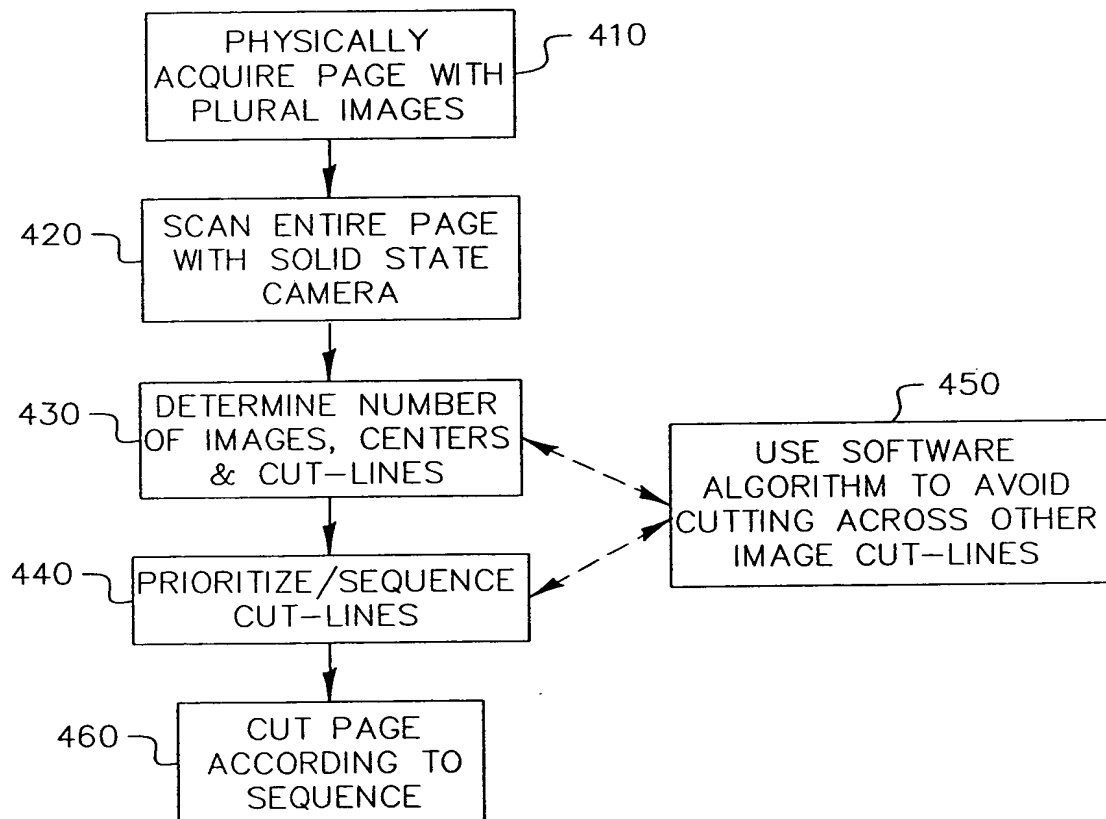 PHYSICALLY
ACQUIRE PAGE WITH
PLURAL IMAGES
410
420
SCAN ENTIRE PAGE
WITH SOLID STATE
CAMERA
430
DETERMINE NUMBER
OF IMAGES, CENTERS
& CUT-LINES
450
USE SOFTWARE
ALGORITHM TO AVOID
CUTTING ACROSS OTHER
IMAGE CUT-LINES
440
PRIORITIZE/SEQUENCE
CUT-LINES
460
CUT PAGE
ACCORDING TO
SEQUENCE